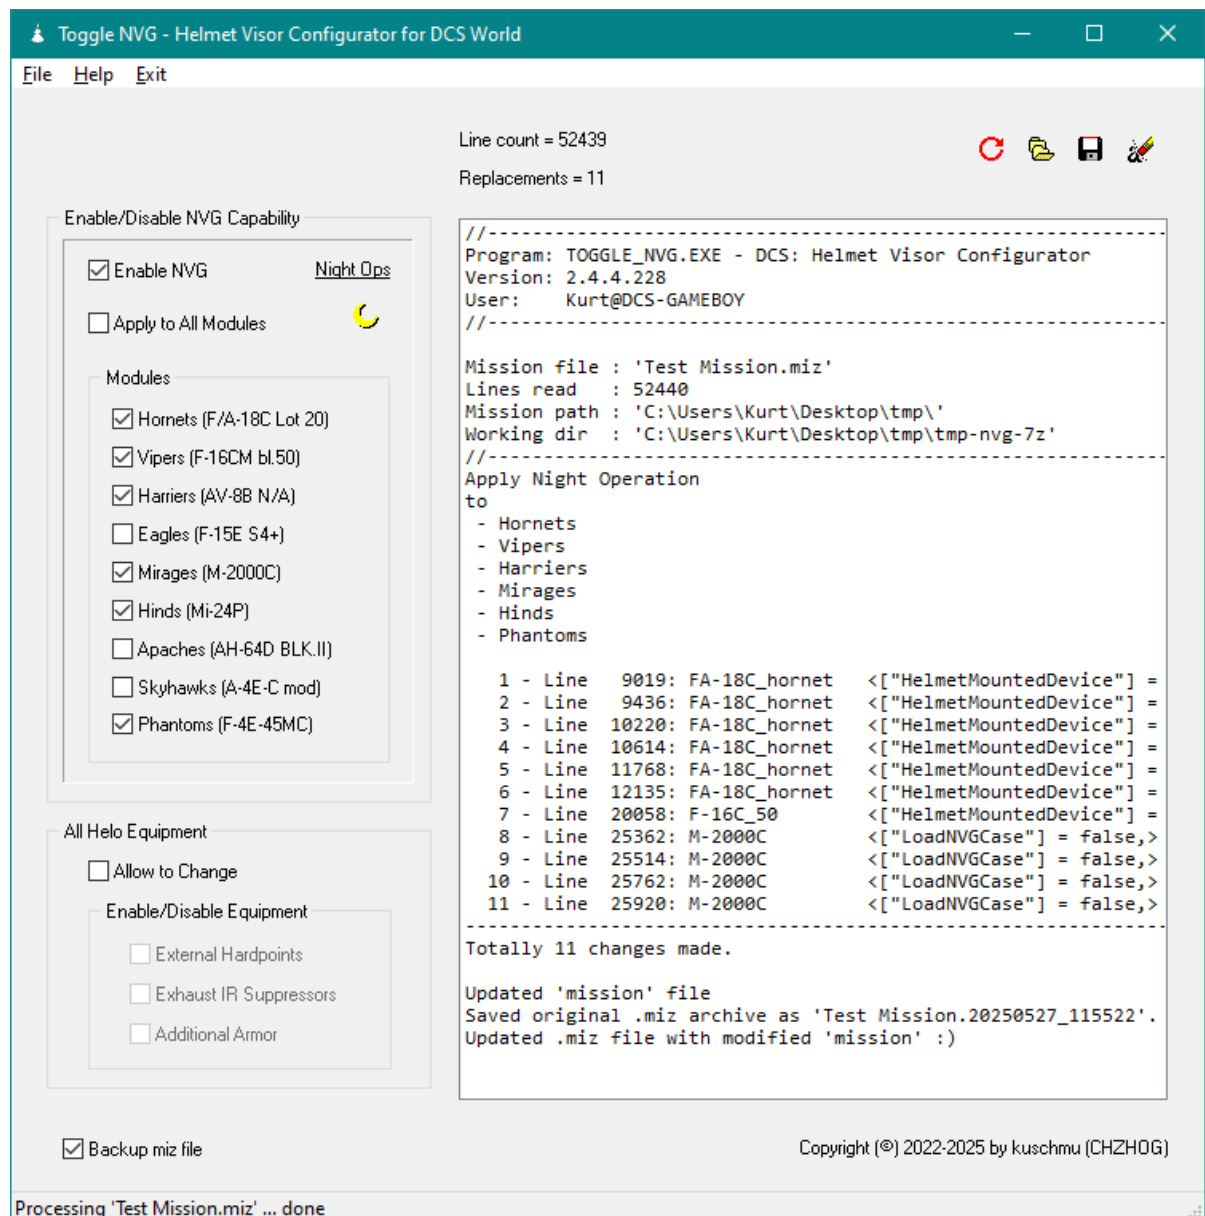 Toggle NVG - Helmet Visor Configurator for DCS World
File Help Exit
Line count = 52439
Replacements = 11
Enable/Disable NVG Capability
Enable NVG
Night Ops
Apply to All Modules
Modules
Hornets (F/A-18C Lot 20)
Vipers (F-16CM bl.50)
Harriers (AV-8B N/A)
Eagles (F-15E S4+)
Mirages (M-2000C)
Hinds (Mi-24P)
Apaches (AH-64D BLK.II)
Skyhawks (A-4E-C mod)
Phantoms (F-4E-45MC)
All Helo Equipment
Allow to Change
Enable/Disable Equipment
External Hardpoints
Exhaust IR Suppressors
Additional Armor
Backup miz file
//-------------------------------------------------------------
Program: TOGGLE_NVG.EXE - DCS: Helmet Visor Configurator
Version: 2.4.4.228
User:    Kurt@DCS-GAMEBOY
//-------------------------------------------------------------
Mission file : 'Test Mission.miz'
Lines read   : 52440
Mission path : 'C:\Users\Kurt\Desktop\tmp\'
Working dir  : 'C:\Users\Kurt\Desktop\tmp\tmp-nvg-7z'
//-------------------------------------------------------------
Apply Night Operation
to
- Hornets
- Vipers
- Harriers
- Mirages
- Hinds
- Phantoms
1 - Line   9019: FA-18C_hornet   <["HelmetMountedDevice"] =
2 - Line   9436: FA-18C_hornet   <["HelmetMountedDevice"] =
3 - Line  10220: FA-18C_hornet   <["HelmetMountedDevice"] =
4 - Line  10614: FA-18C_hornet   <["HelmetMountedDevice"] =
5 - Line  11768: FA-18C_hornet   <["HelmetMountedDevice"] =
6 - Line  12135: FA-18C_hornet   <["HelmetMountedDevice"] =
7 - Line  20058: F-16C_50        <["HelmetMountedDevice"] =
8 - Line  25362: M-2000C         <["LoadNVGCase"] = false,>
9 - Line  25514: M-2000C         <["LoadNVGCase"] = false,>
10 - Line  25762: M-2000C         <["LoadNVGCase"] = false,>
11 - Line  25920: M-2000C         <["LoadNVGCase"] = false,>
---------------------------------------------------------------
Totally 11 changes made.
Updated 'mission' file
Saved original .miz archive as 'Test Mission.20250527_115522'.
Updated .miz file with modified 'mission' :)
Copyright (©) 2022-2025 by kuschmu (CHZHOG)
Processing 'Test Mission.miz' ... done